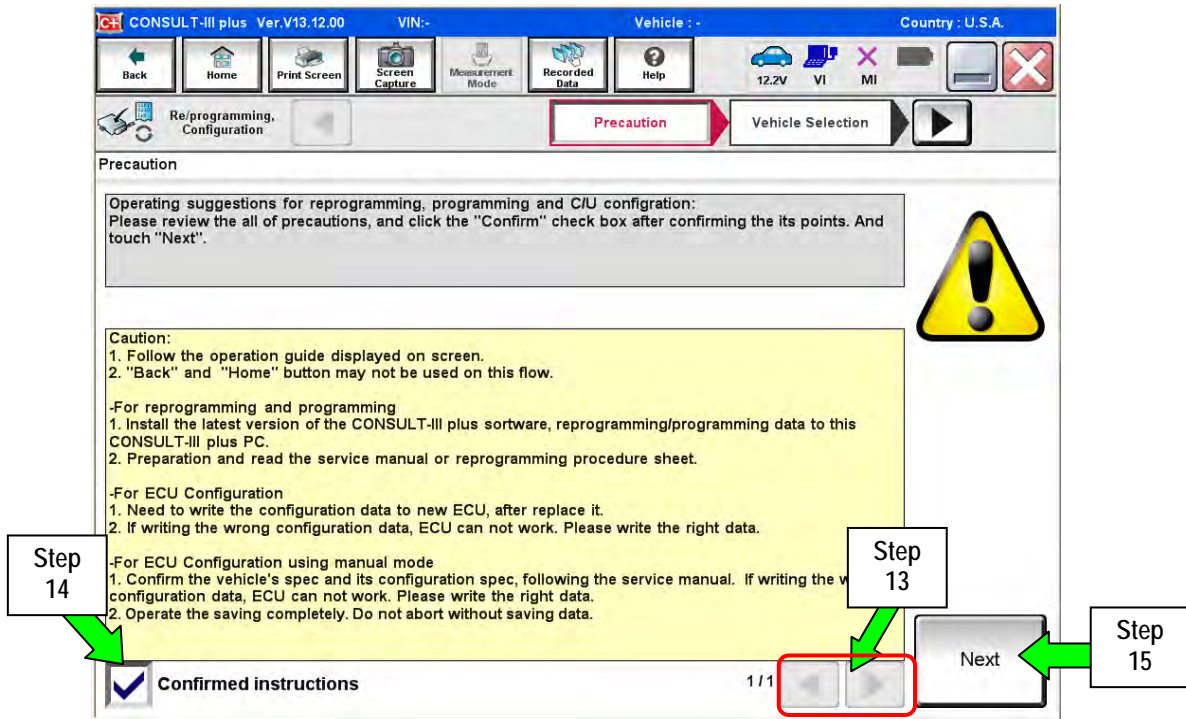 C+ CONSULT-III plus Ver.V13.12.00 VIN:- Vehicle : - Country : U.S.A.
Back Home Print Screen Screen Capture Measurement Mode Recorded Data Help 12.2V VI MI
Re/programming, Configuration Precaution Vehicle Selection
Precaution
Operating suggestions for reprogramming, programming and C/U configration:
Please review the all of precautions, and click the "Confirm" check box after confirming the its points. And
touch "Next".
Caution:
1. Follow the operation guide displayed on screen.
2. "Back" and "Home" button may not be used on this flow.
-For reprogramming and programming
1. Install the latest version of the CONSULT-III plus sortware, reprogramming/programming data to this
CONSULT-III plus PC.
2. Preparation and read the service manual or reprogramming procedure sheet.
-For ECU Configuration
1. Need to write the configuration data to new ECU, after replace it.
2. If writing the wrong configuration data, ECU can not work. Please write the right data.
-For ECU Configuration using manual mode
1. Confirm the vehicle's spec and its configuration spec, following the service manual. If writing the w
configuration data, ECU can not work. Please write the right data.
2. Operate the saving completely. Do not abort without saving data.
Step
14
Step
13
Step
15
Confirmed instructions 1/1 Next